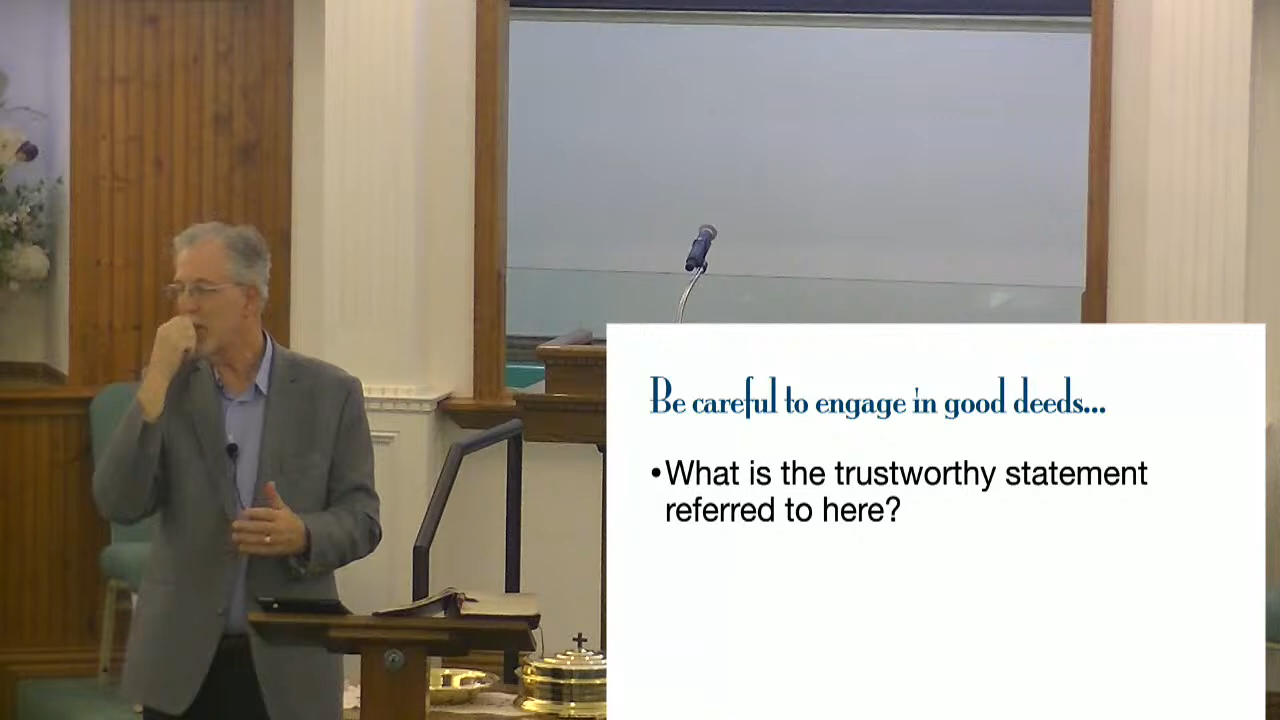 Be careful to engage in good deeds...
•What is the trustworthy statement
referred to here?